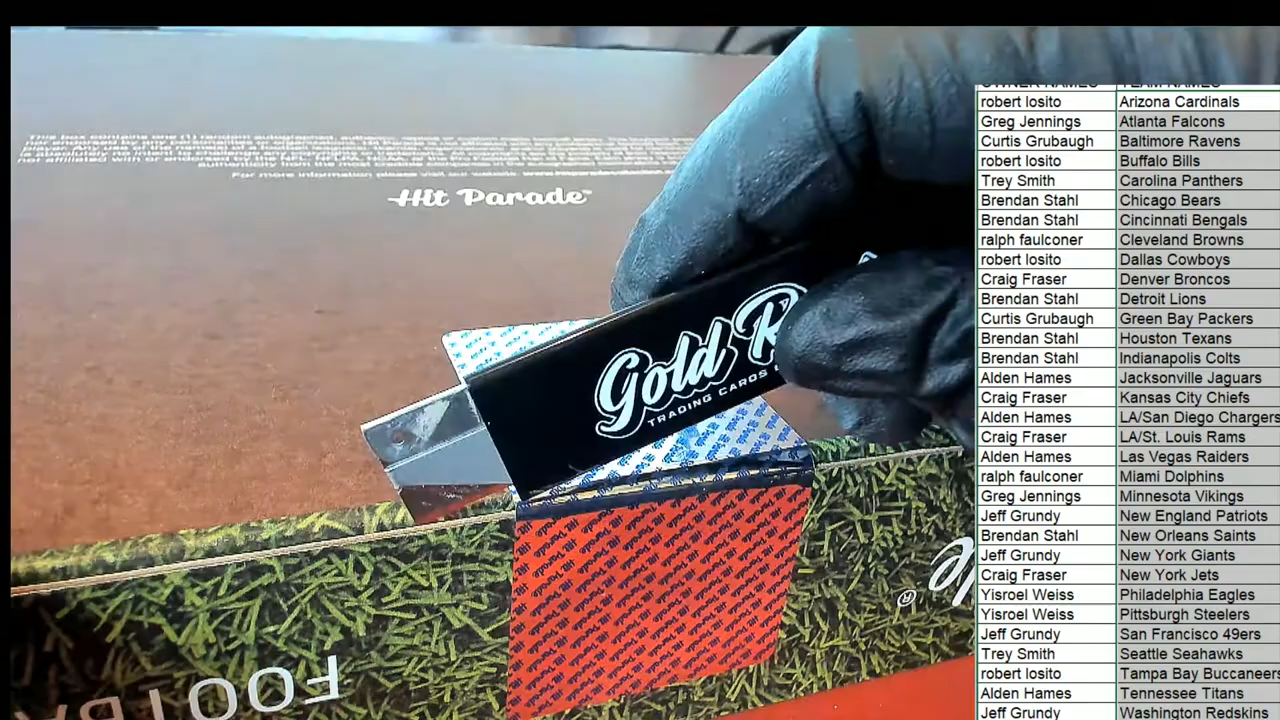 Hit Parade
Gold R
TRADING CARDS
FOOTBA
®
OWNER NAMES TEAM NAMES
robert losito Arizona Cardinals
Greg Jennings Atlanta Falcons
Curtis Grubaugh Baltimore Ravens
robert losito Buffalo Bills
Trey Smith Carolina Panthers
Brendan Stahl Chicago Bears
Brendan Stahl Cincinnati Bengals
ralph faulconer Cleveland Browns
robert losito Dallas Cowboys
Craig Fraser Denver Broncos
Brendan Stahl Detroit Lions
Curtis Grubaugh Green Bay Packers
Brendan Stahl Houston Texans
Brendan Stahl Indianapolis Colts
Alden Hames Jacksonville Jaguars
Craig Fraser Kansas City Chiefs
Alden Hames LA/San Diego Chargers
Craig Fraser LA/St. Louis Rams
Alden Hames Las Vegas Raiders
ralph faulconer Miami Dolphins
Greg Jennings Minnesota Vikings
Jeff Grundy New England Patriots
Brendan Stahl New Orleans Saints
Jeff Grundy New York Giants
Craig Fraser New York Jets
Yisroel Weiss Philadelphia Eagles
Yisroel Weiss Pittsburgh Steelers
Jeff Grundy San Francisco 49ers
Trey Smith Seattle Seahawks
robert losito Tampa Bay Buccaneers
Alden Hames Tennessee Titans
Jeff Grundy Washington Redskins